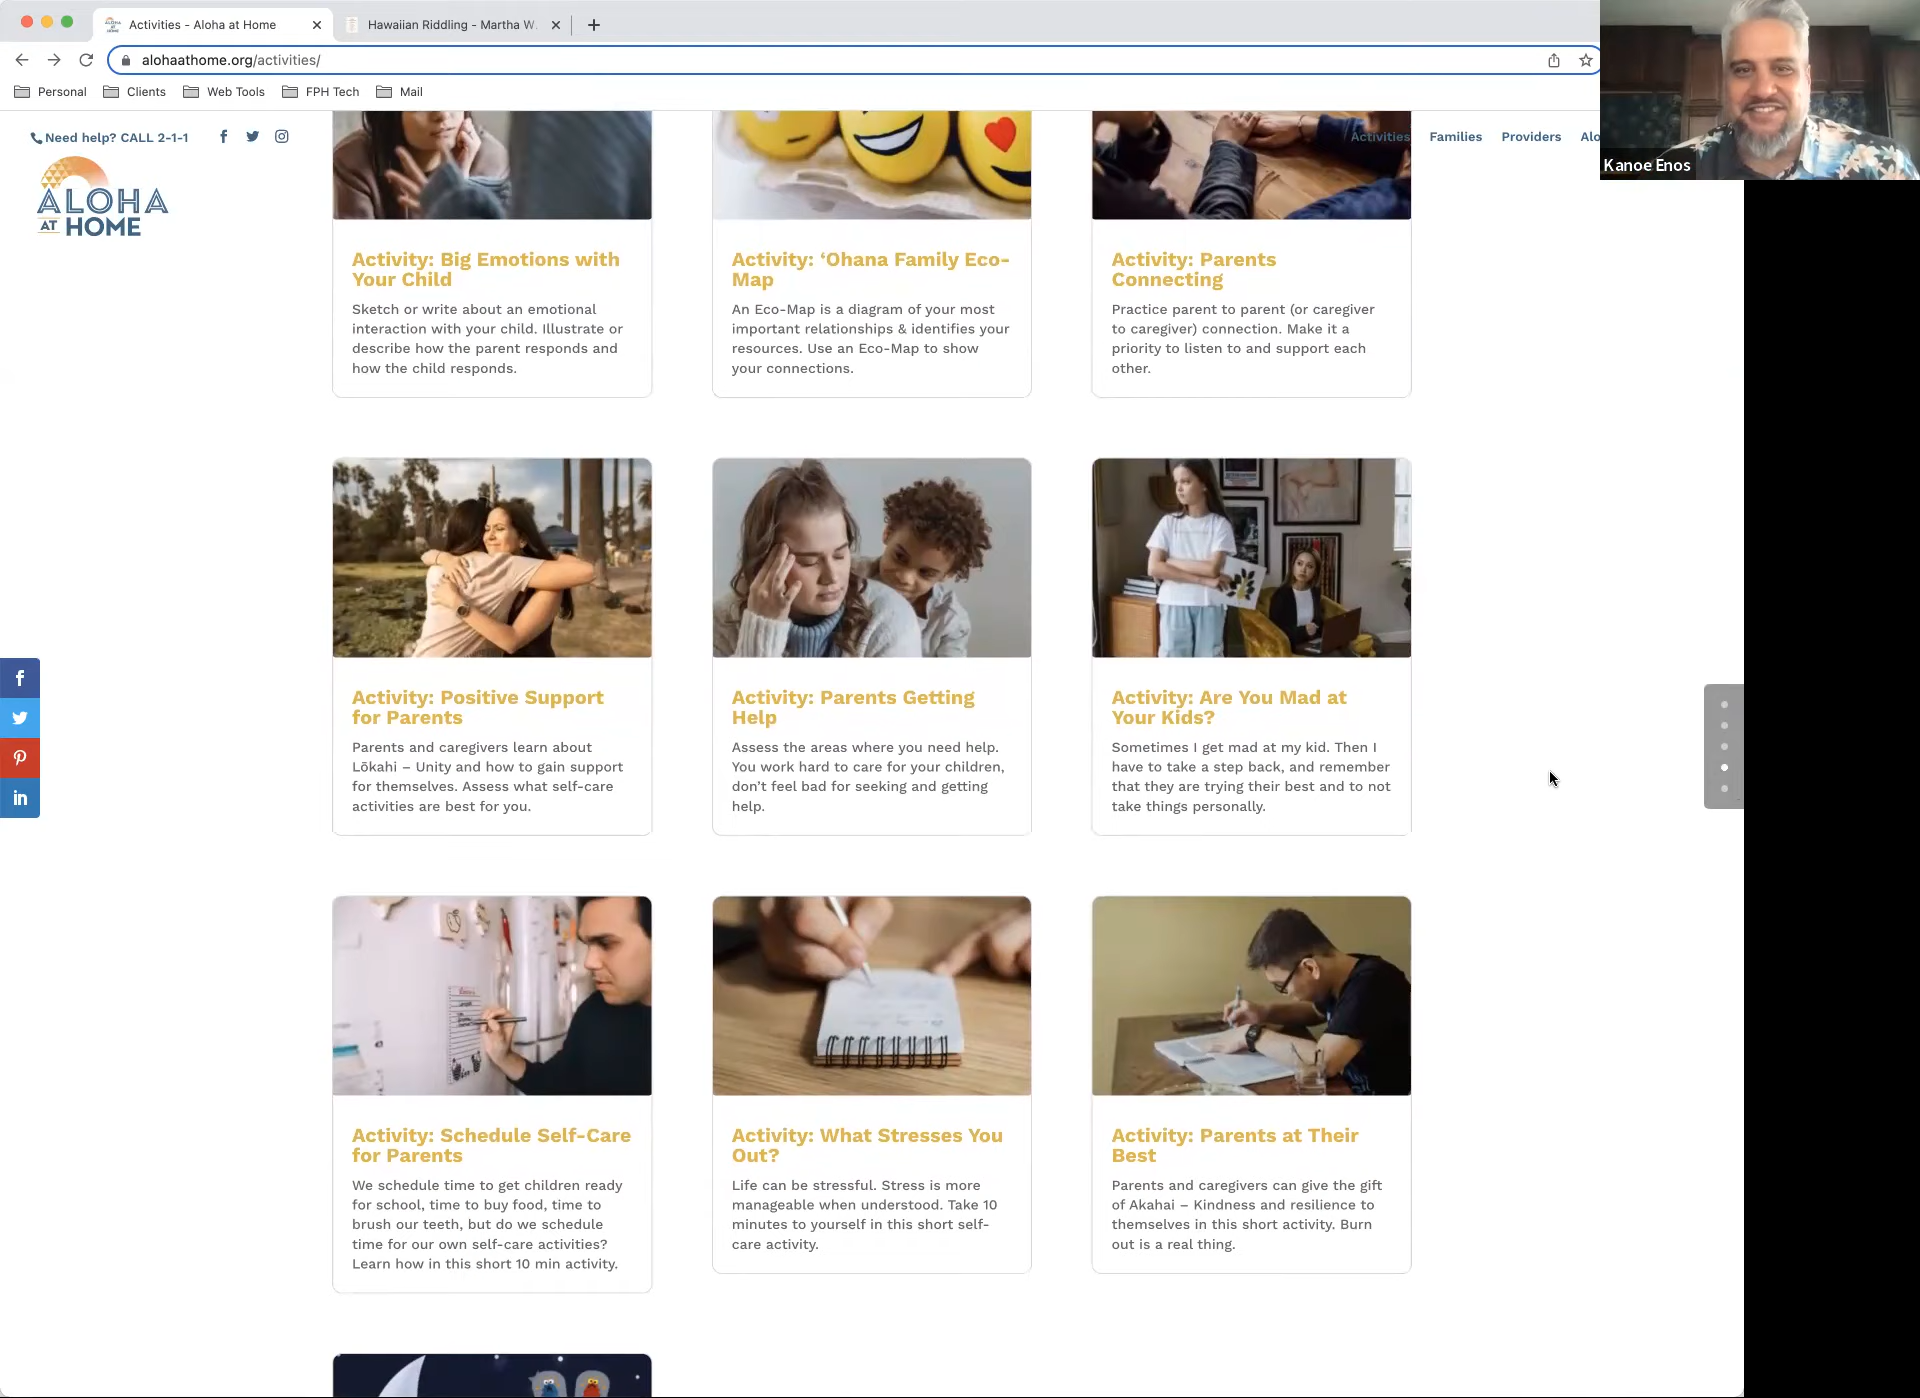 Activities - Aloha at Home
Hawaiian Riddling - Martha W
alohaathome.org/activities/
Personal
Clients
Web Tools
FPH Tech
Mail
Need help? CALL 2-1-1
Activities
Families
Providers
Alo
Kanoe Enos
ALOHA
AT HOME
Activity: Big Emotions with
Your Child
Sketch or write about an emotional
interaction with your child. Illustrate or
describe how the parent responds and
how the child responds.
Activity: ‘Ohana Family Eco-
Map
An Eco-Map is a diagram of your most
important relationships & identifies your
resources. Use an Eco-Map to show
your connections.
Activity: Parents
Connecting
Practice parent to parent (or caregiver
to caregiver) connection. Make it a
priority to listen to and support each
other.
Activity: Positive Support
for Parents
Parents and caregivers learn about
Lōkahi – Unity and how to gain support
for themselves. Assess what self-care
activities are best for you.
Activity: Parents Getting
Help
Assess the areas where you need help.
You work hard to care for your children,
don’t feel bad for seeking and getting
help.
Activity: Are You Mad at
Your Kids?
Sometimes I get mad at my kid. Then I
have to take a step back, and remember
that they are trying their best and to not
take things personally.
Activity: Schedule Self-Care
for Parents
We schedule time to get children ready
for school, time to buy food, time to
brush our teeth, but do we schedule
time for our own self-care activities?
Learn how in this short 10 min activity.
Activity: What Stresses You
Out?
Life can be stressful. Stress is more
manageable when understood. Take 10
minutes to yourself in this short self-
care activity.
Activity: Parents at Their
Best
Parents and caregivers can give the gift
of Akahai – Kindness and resilience to
themselves in this short activity. Burn
out is a real thing.